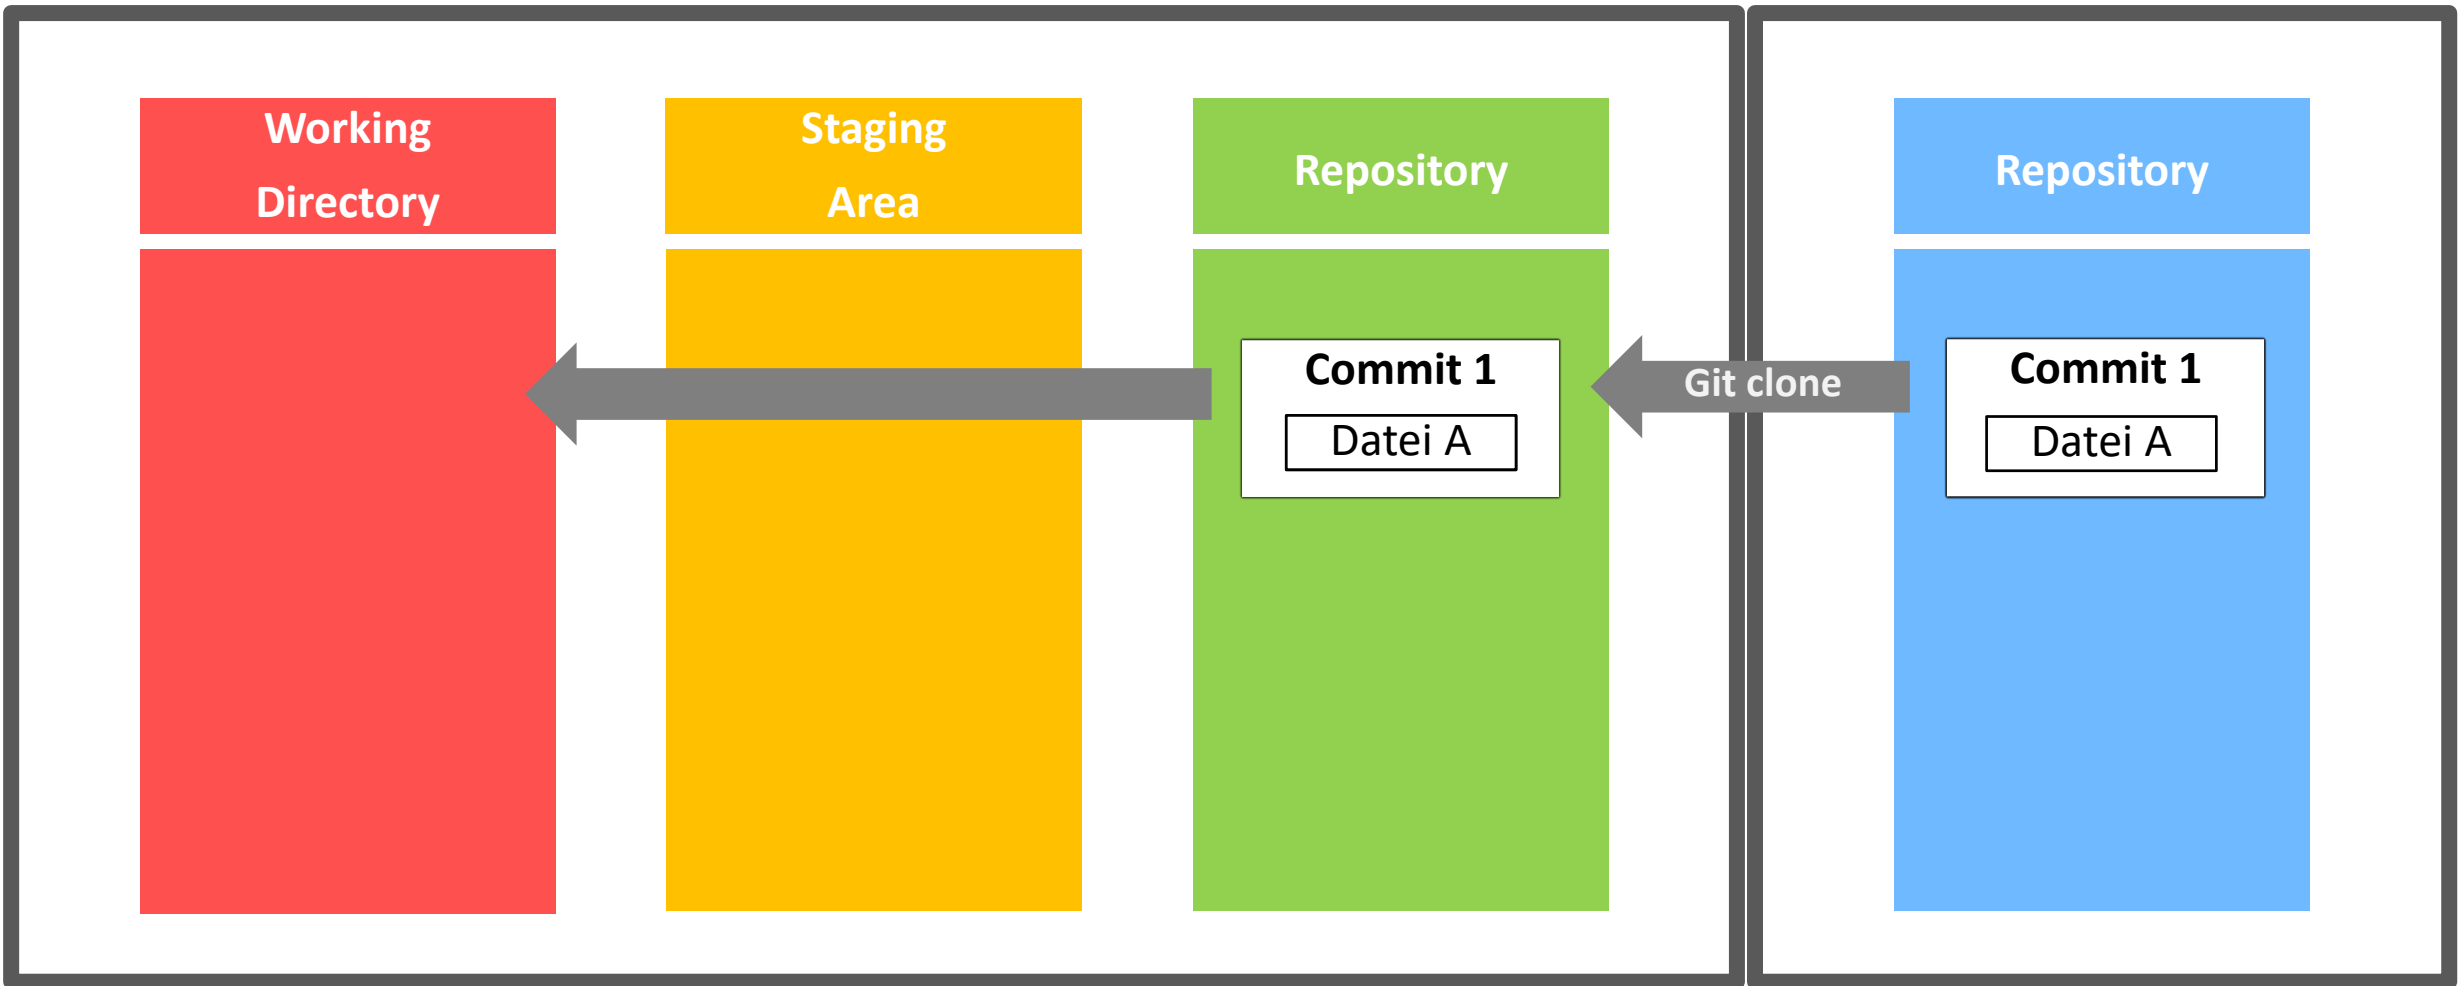 Working
Directory
Staging
Area
Repository
Repository
Commit 1
Datei A
Git clone
Commit 1
Datei A